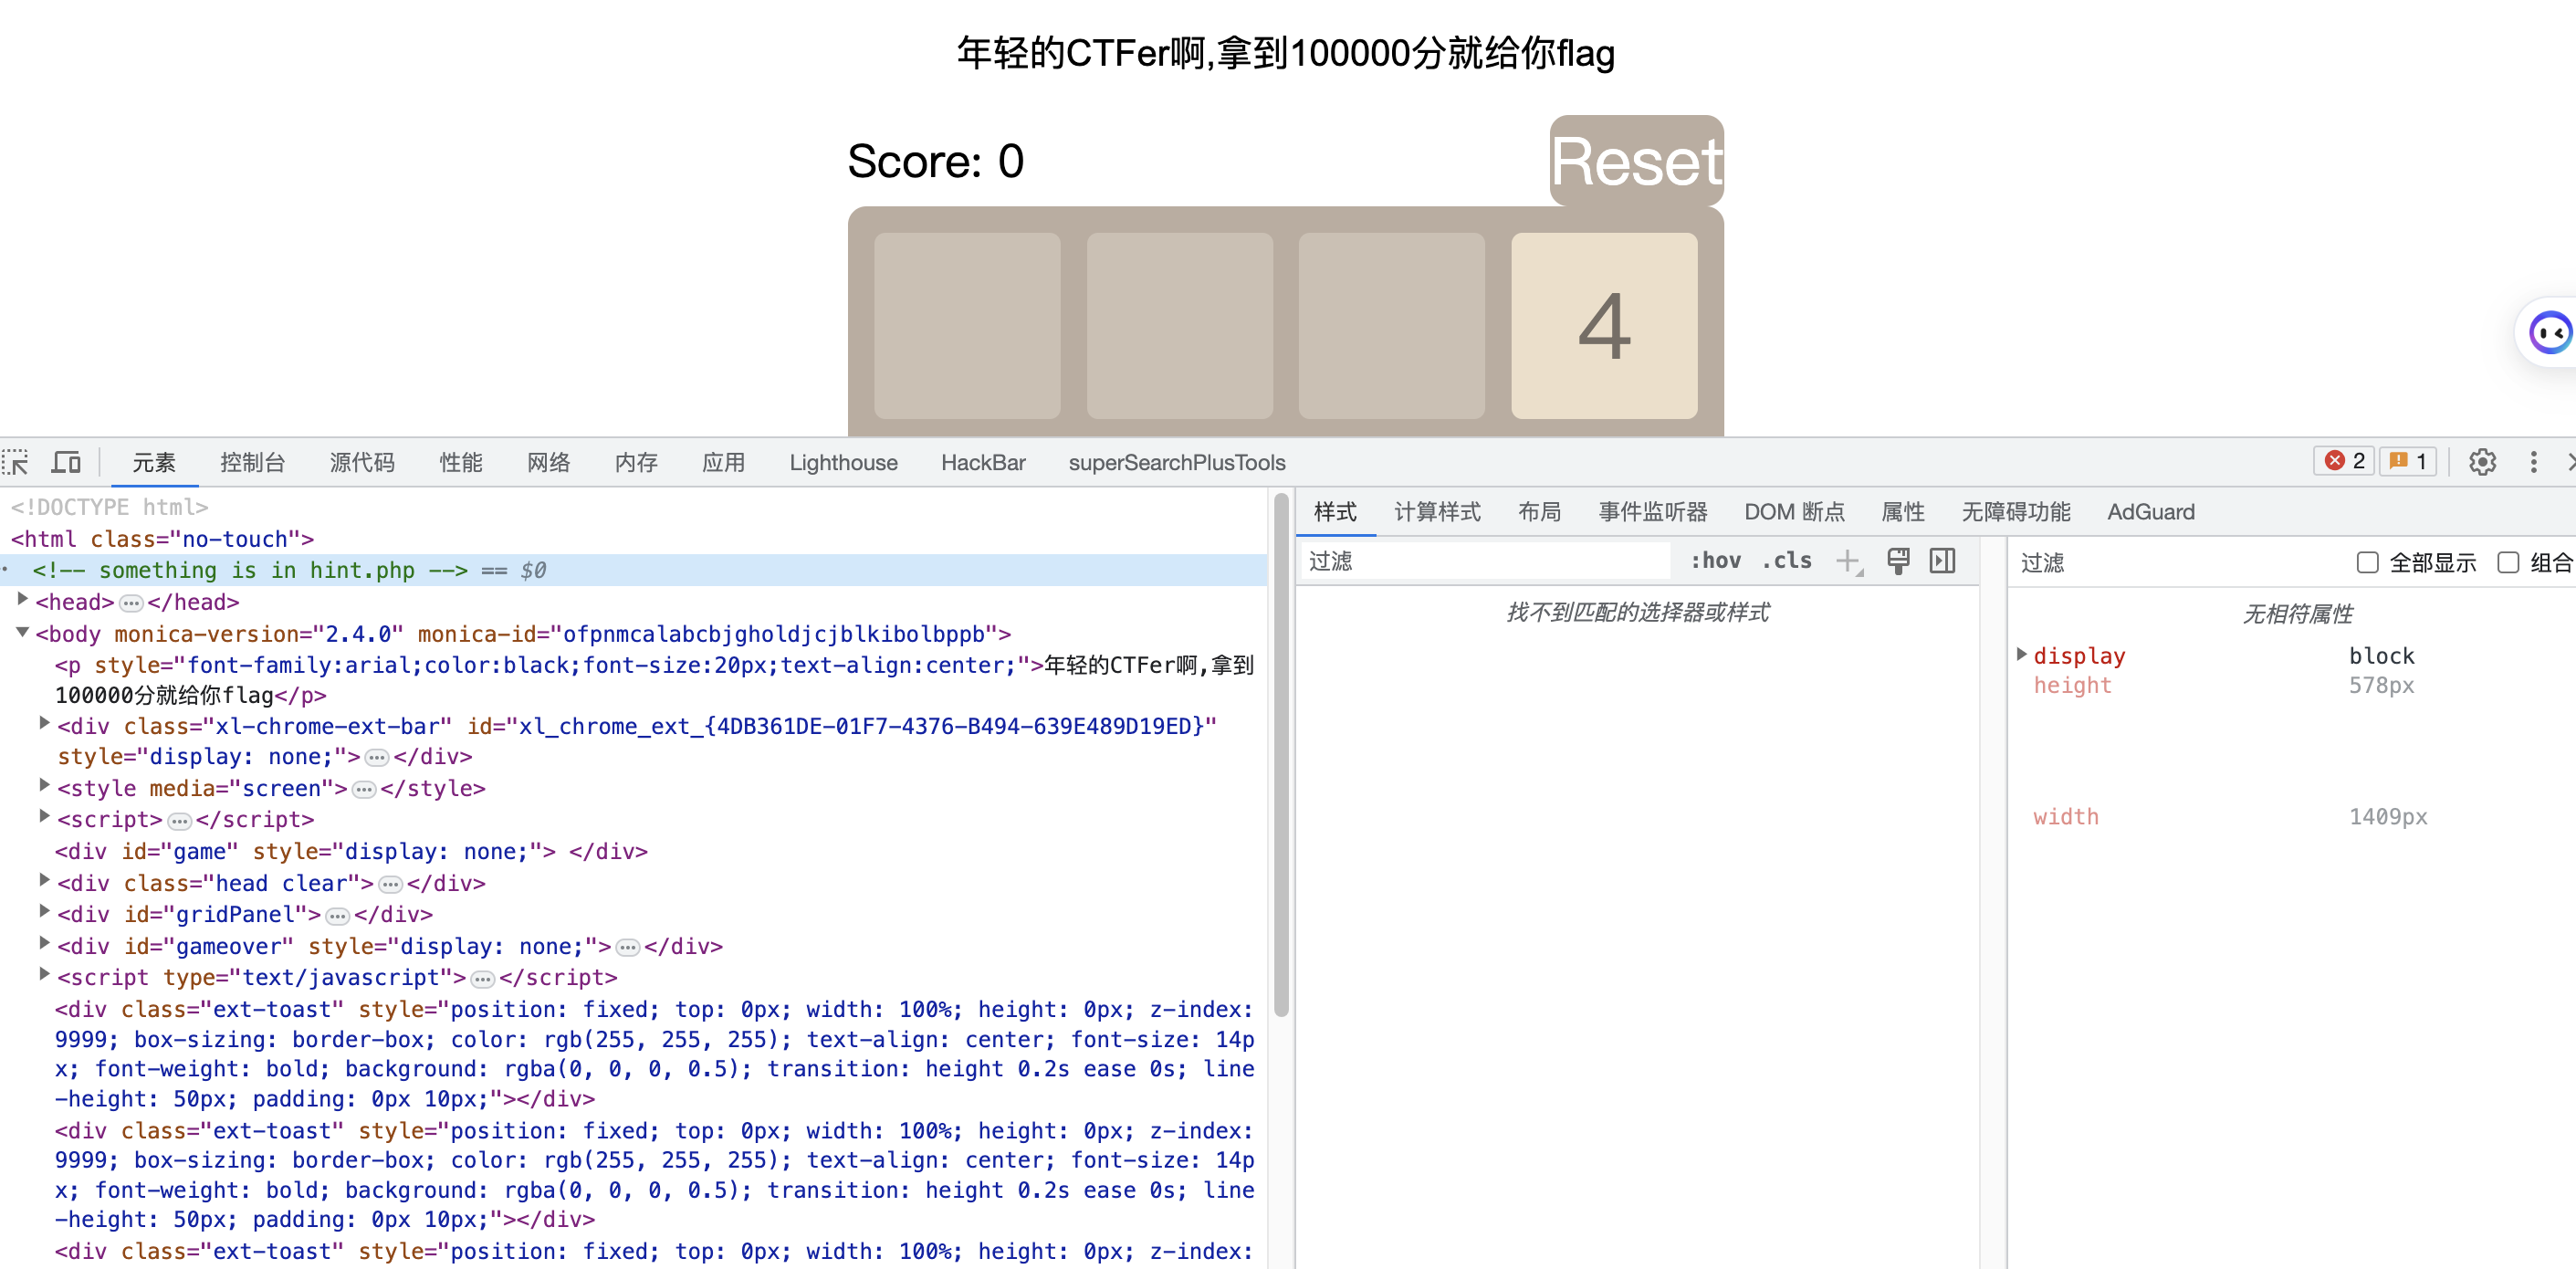 年轻的CTFer啊,拿到100000分就给你flag
Score: 0
Reset
4
元素 控制台 源代码 性能 网络 内存 应用 Lighthouse HackBar superSearchPlusTools 2 1
<!DOCTYPE html>
<html class="no-touch">
<!-- something is in hint.php --> == $0
<head>…</head>
<body monica-version="2.4.0" monica-id="ofpnmcalabcbjgholdjcjblkibolbppb">
<p style="font-family:arial;color:black;font-size:20px;text-align:center;">年轻的CTFer啊,拿到
100000分就给你flag</p>
<div class="xl-chrome-ext-bar" id="xl_chrome_ext_{4DB361DE-01F7-4376-B494-639E489D19ED}"
style="display: none;">…</div>
<style media="screen">…</style>
<script>…</script>
<div id="game" style="display: none;"> </div>
<div class="head clear">…</div>
<div id="gridPanel">…</div>
<div id="gameover" style="display: none;">…</div>
<script type="text/javascript">…</script>
<div class="ext-toast" style="position: fixed; top: 0px; width: 100%; height: 0px; z-index:
9999; box-sizing: border-box; color: rgb(255, 255, 255); text-align: center; font-size: 14p
x; font-weight: bold; background: rgba(0, 0, 0, 0.5); transition: height 0.2s ease 0s; line
-height: 50px; padding: 0px 10px;"></div>
<div class="ext-toast" style="position: fixed; top: 0px; width: 100%; height: 0px; z-index:
9999; box-sizing: border-box; color: rgb(255, 255, 255); text-align: center; font-size: 14p
x; font-weight: bold; background: rgba(0, 0, 0, 0.5); transition: height 0.2s ease 0s; line
-height: 50px; padding: 0px 10px;"></div>
<div class="ext-toast" style="position: fixed; top: 0px; width: 100%; height: 0px; z-index:
样式 计算样式 布局 事件监听器 DOM 断点 属性 无障碍功能 AdGuard
过滤 :hov .cls
找不到匹配的选择器或样式
过滤 全部显示 组合
无相符属性
display block
height 578px
width 1409px